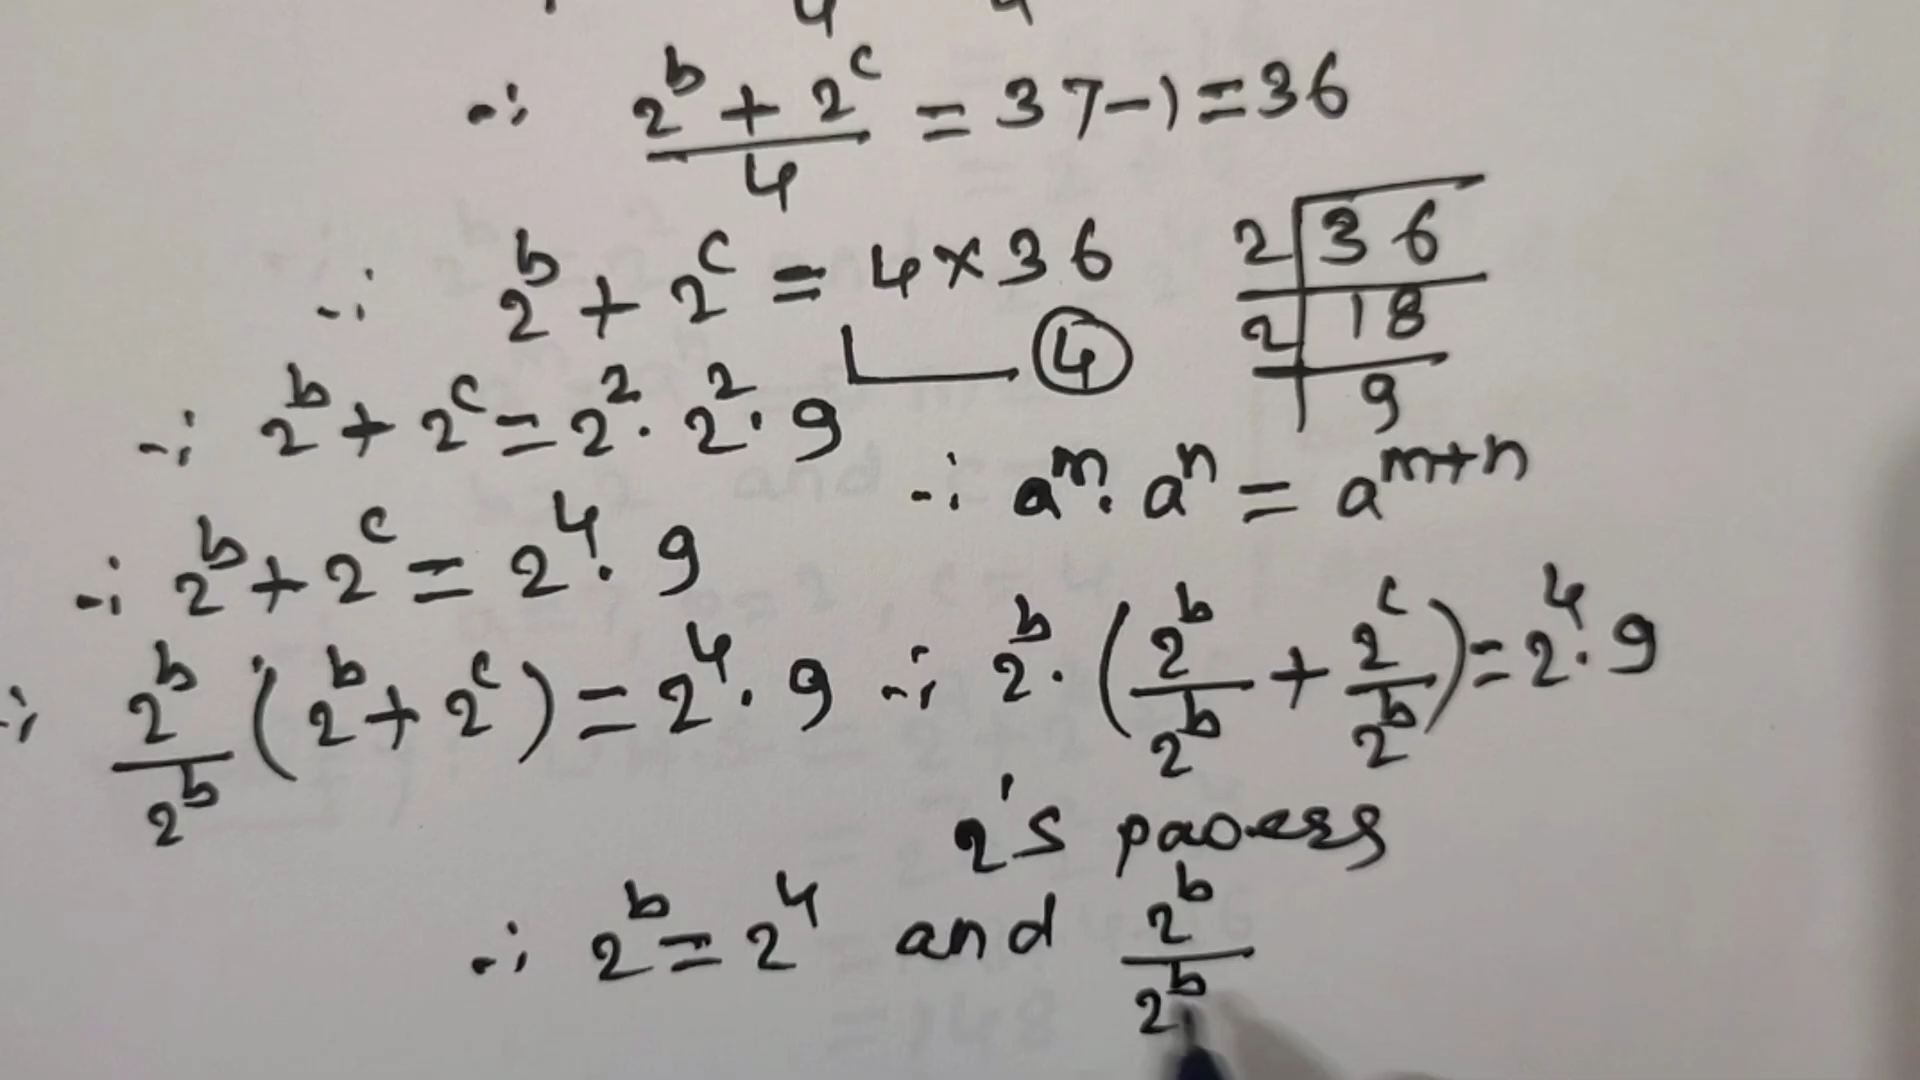 ∴ (2^b + 2^c)/4 = 37-1 = 36
∴ 2^b + 2^c = 4×36
④
2 | 36
2 | 18
9
∴ 2^b + 2^c = 2^2 . 2^2 . 9
∴ a^m . a^n = a^(m+n)
∴ 2^b + 2^c = 2^4 . 9
∴ 2^b/2^b (2^b + 2^c) = 2^4 . 9 ∴ 2^b . (2^b/2^b + 2^c/2^b) = 2^4 . 9
2's powers
∴ 2^b = 2^4 and 2^b/2^b